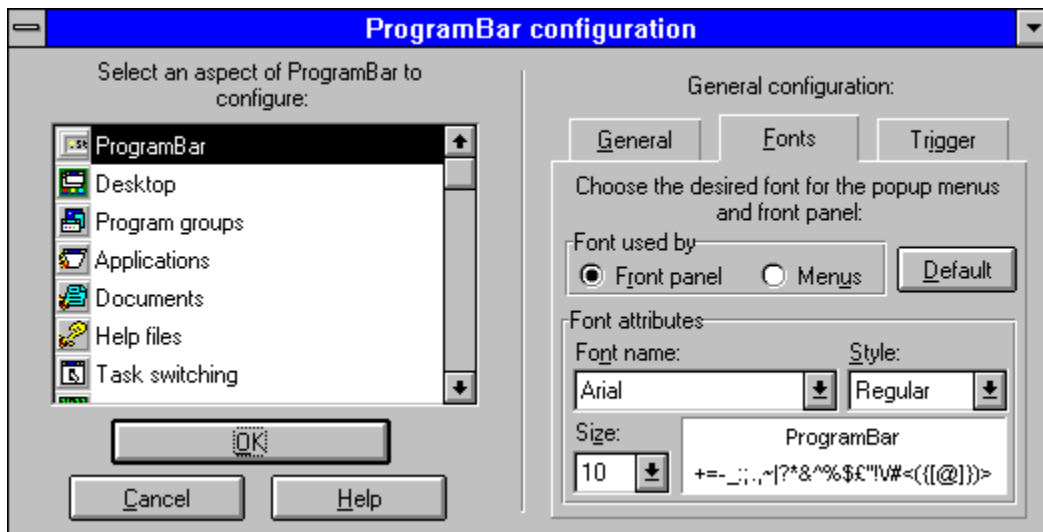 ProgramBar configuration
Select an aspect of ProgramBar to
configure:
ProgramBar
Desktop
Program groups
Applications
Documents
Help files
Task switching
OK
Cancel
Help
General configuration:
General
Fonts
Trigger
Choose the desired font for the popup menus
and front panel:
Font used by
Front panel
Menus
Default
Font attributes
Font name:
Style:
Arial
Regular
Size:
10
ProgramBar
+=-_:;.,~|?*&^%$£"!\/#<({[@]})>